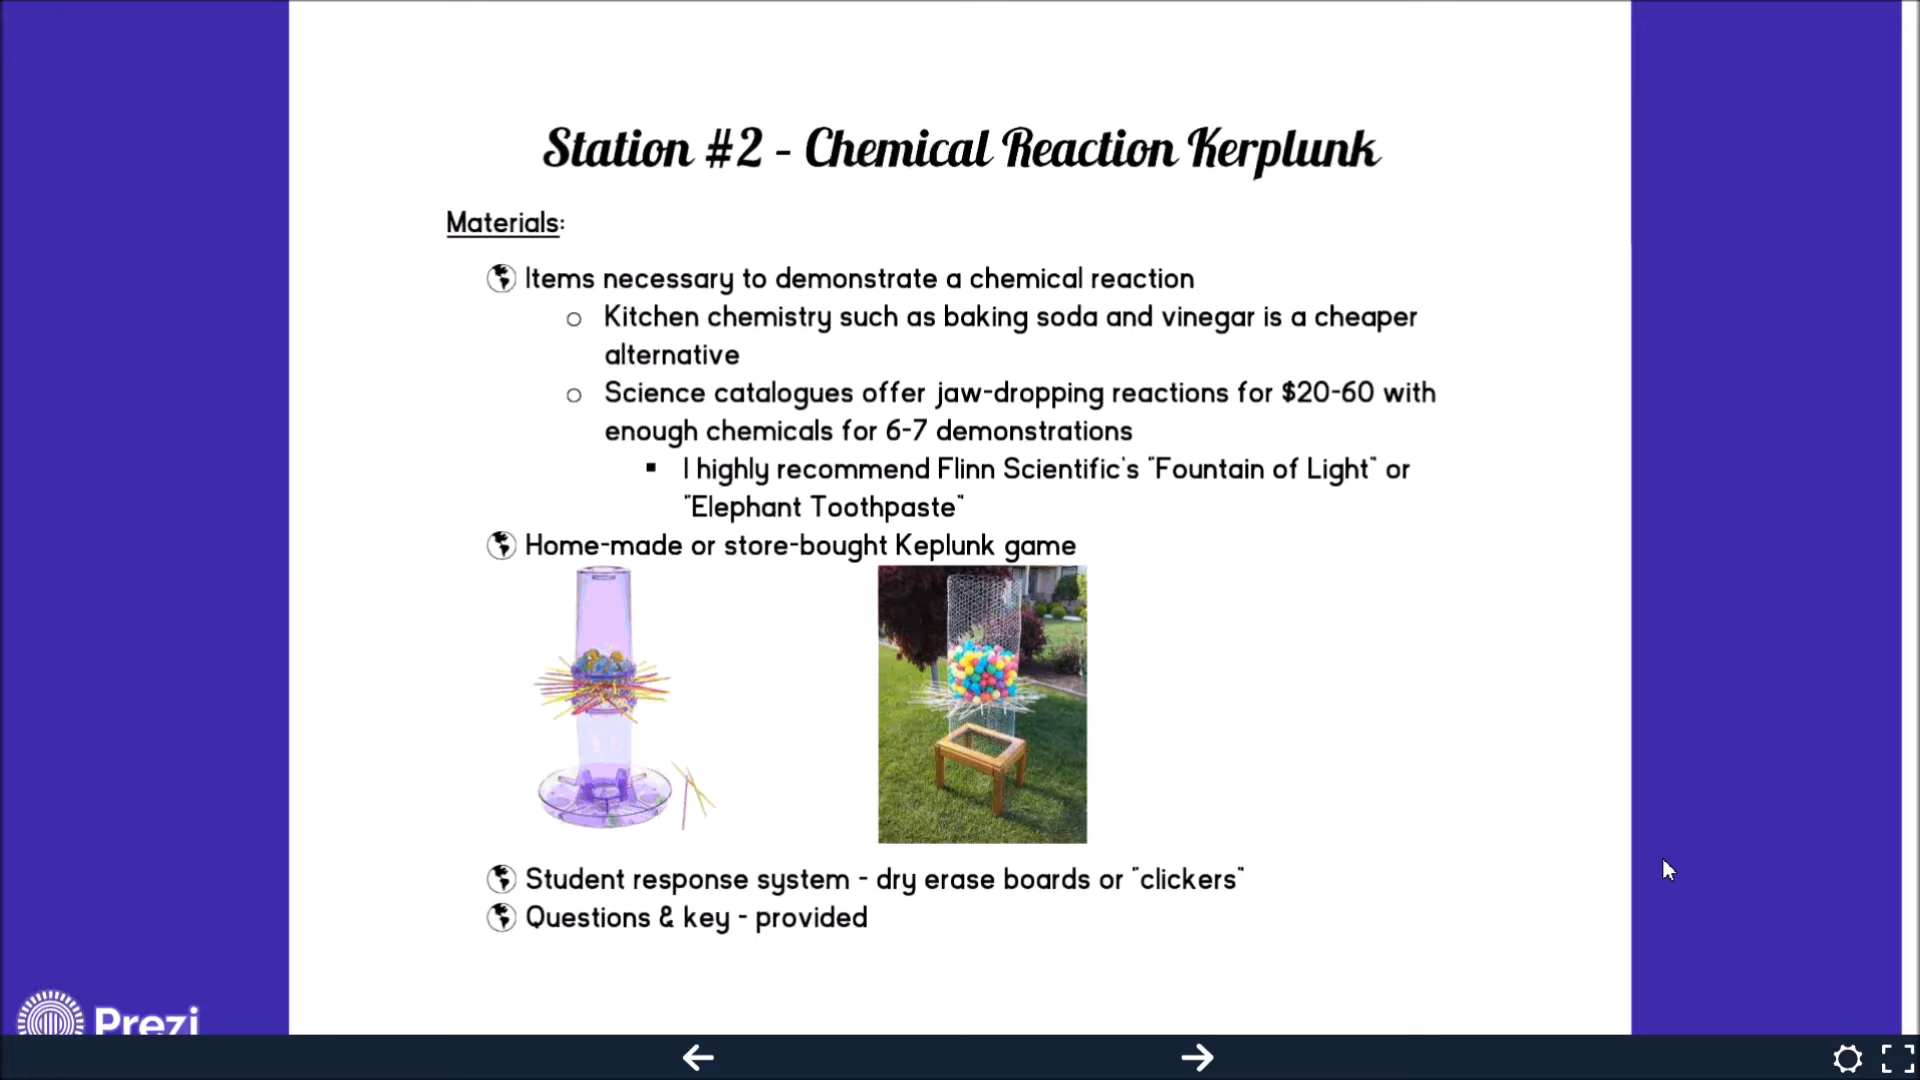 Station #2 - Chemical Reaction Kerplunk
Materials:
Items necessary to demonstrate a chemical reaction
Kitchen chemistry such as baking soda and vinegar is a cheaper
alternative
Science catalogues offer jaw-dropping reactions for $20-60 with
enough chemicals for 6-7 demonstrations
I highly recommend Flinn Scientific's "Fountain of Light" or
"Elephant Toothpaste"
Home-made or store-bought Keplunk game
Student response system - dry erase boards or "clickers"
Questions & key - provided
Prezi